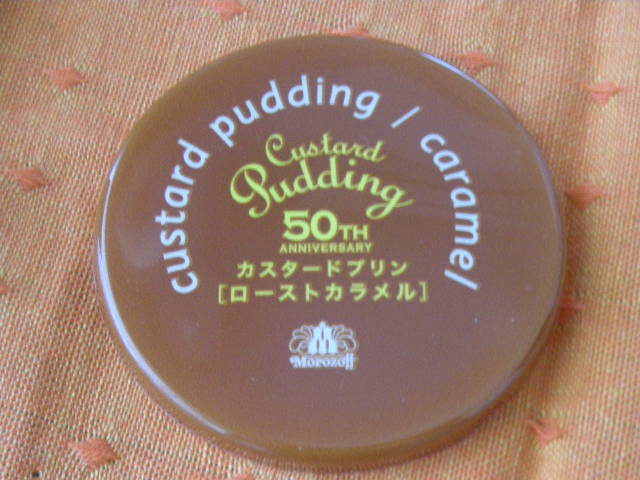 custard pudding / caramel
Custard
Pudding
50TH
ANNIVERSARY
カスタードプリン
[ローストカラメル]
Morozoff